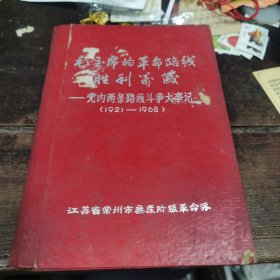 毛主席的革命路线
胜利万岁
——党内两条路线斗争大事记
(1921—1968)
江苏省常州市无产阶级革命派